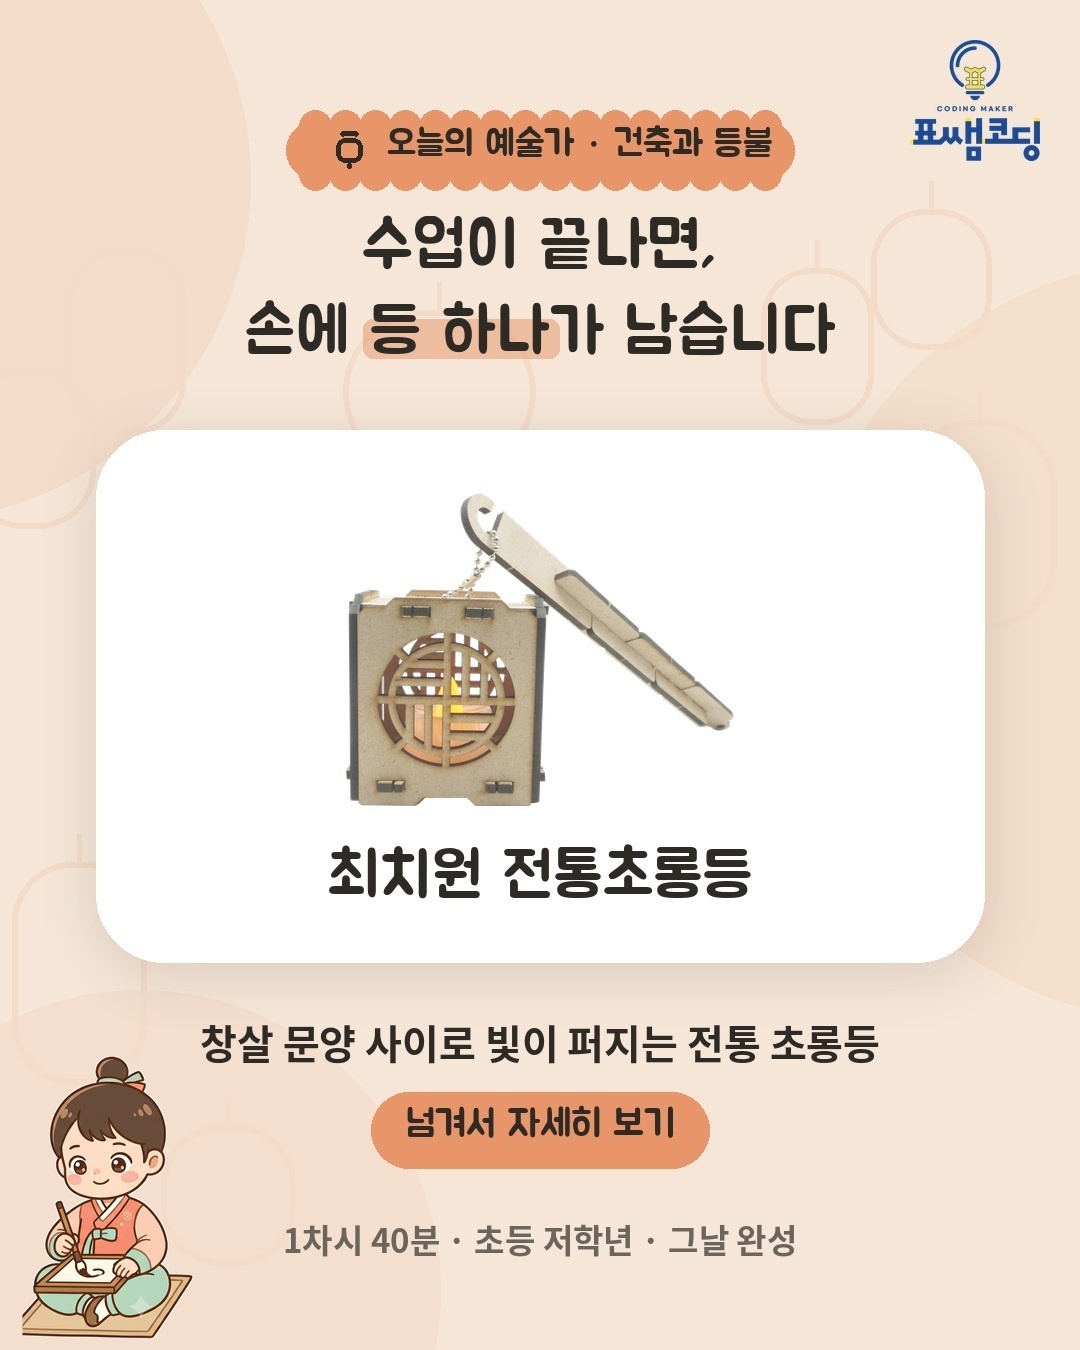 CODING MAKER
표쌤코딩
오늘의 예술가 · 건축과 등불
수업이 끝나면,
손에 등 하나가 남습니다
최치원 전통초롱등
창살 문양 사이로 빛이 퍼지는 전통 초롱등
넘겨서 자세히 보기
1차시 40분 · 초등 저학년 · 그날 완성